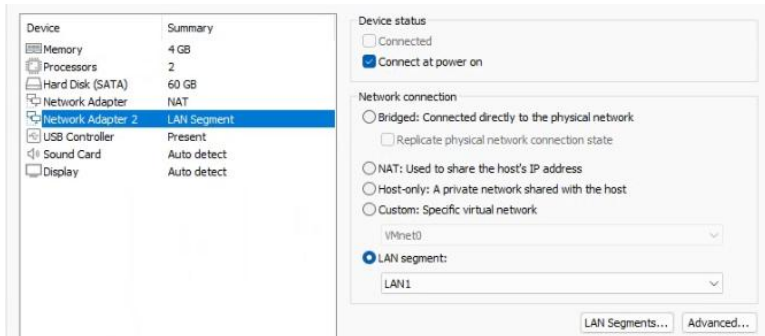 Device Summary
Memory 4 GB
Processors 2
Hard Disk (SATA) 60 GB
Network Adapter NAT
Network Adapter 2 LAN Segment
USB Controller Present
Sound Card Auto detect
Display Auto detect
Device status
Connected
Connect at power on
Network connection
Bridged: Connected directly to the physical network
Replicate physical network connection state
NAT: Used to share the host's IP address
Host-only: A private network shared with the host
Custom: Specific virtual network
VMnet0
LAN segment:
LAN1
LAN Segments... Advanced...